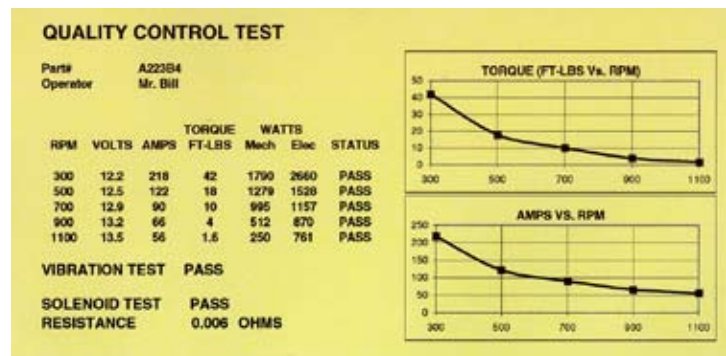 QUALITY CONTROL TEST
Part# A223B4
Operator Mr. Bill
TORQUE WATTS
RPM VOLTS AMPS FT-LBS Mech Elec STATUS
300 12.2 218 42 1790 2660 PASS
500 12.5 122 18 1279 1528 PASS
700 12.9 90 10 995 1157 PASS
900 13.2 66 4 512 870 PASS
1100 13.5 56 1.6 250 761 PASS
VIBRATION TEST PASS
SOLENOID TEST PASS
RESISTANCE 0.006 OHMS
TORQUE (FT-LBS Vs. RPM)
50
40
30
20
10
0
300 500 700 900 1100
AMPS VS. RPM
250
200
150
100
50
0
300 500 700 900 1100